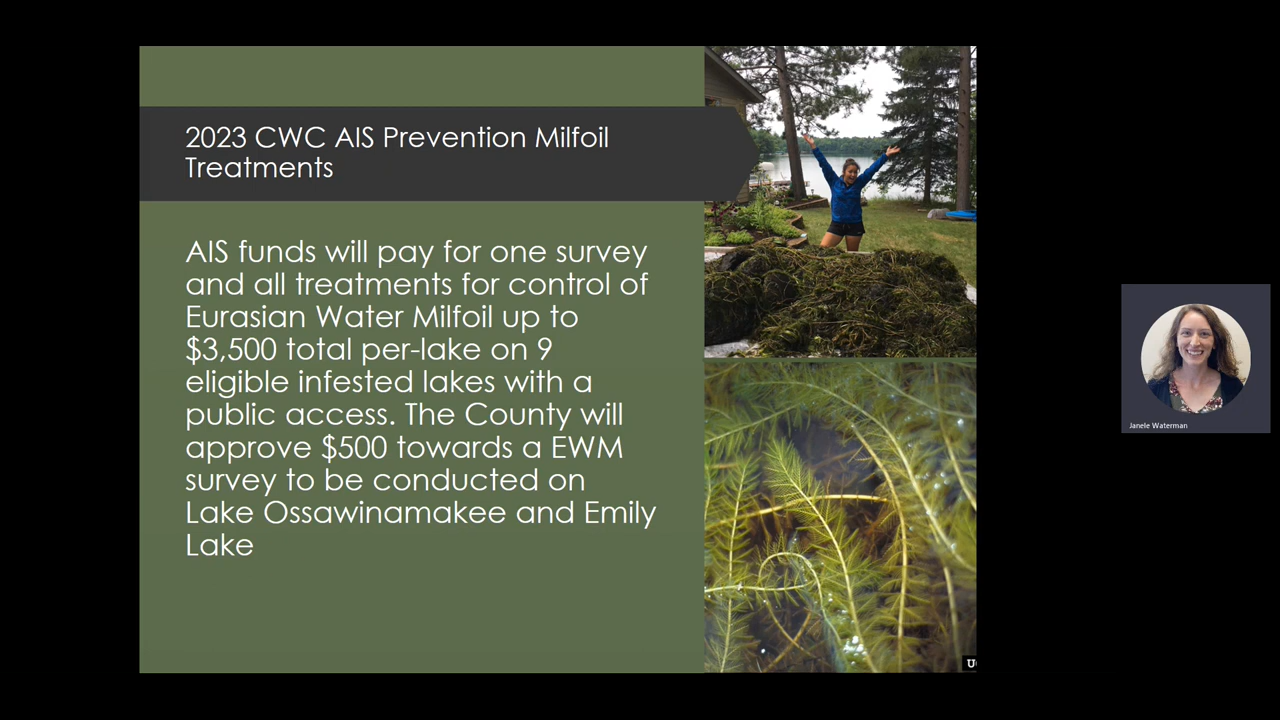 2023 CWC AIS Prevention Milfoil
Treatments
AIS funds will pay for one survey
and all treatments for control of
Eurasian Water Milfoil up to
$3,500 total per-lake on 9
eligible infested lakes with a
public access. The County will
approve $500 towards a EWM
survey to be conducted on
Lake Ossawinamakee and Emily
Lake
Janele Waterman